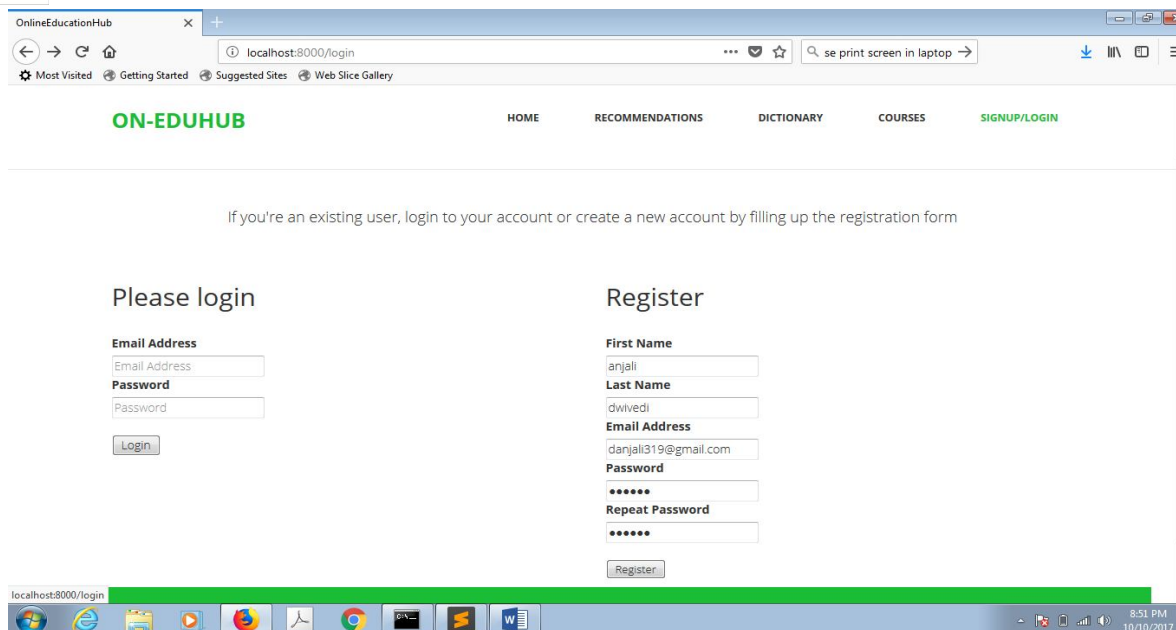 OnlineEducationHub
localhost:8000/login
se print screen in laptop
Most Visited Getting Started Suggested Sites Web Slice Gallery
ON-EDUHUB HOME RECOMMENDATIONS DICTIONARY COURSES SIGNUP/LOGIN
If you're an existing user, login to your account or create a new account by filling up the registration form
Please login
Email Address
Email Address
Password
Password
Login
Register
First Name
anjali
Last Name
dwivedi
Email Address
danjali319@gmail.com
Password
••••••
Repeat Password
••••••
Register
localhost:8000/login
8:51 PM
10/10/2017